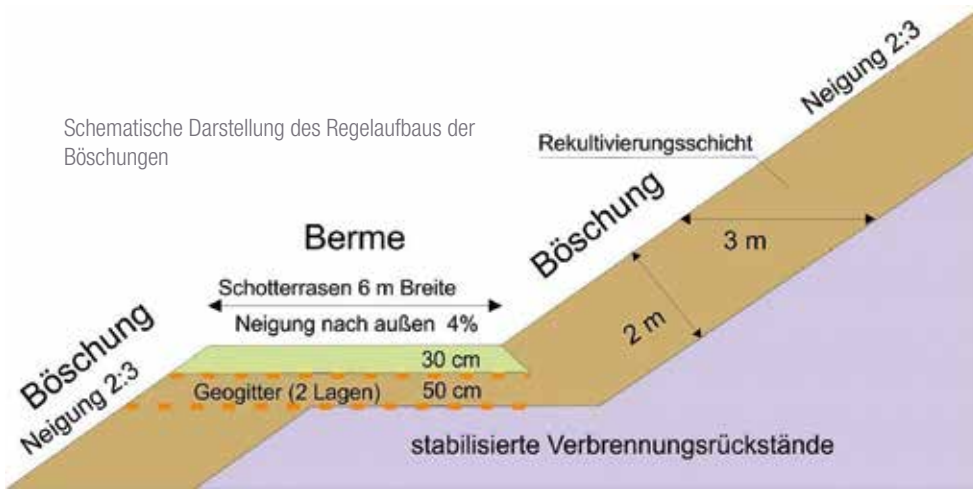 Schematische Darstellung des Regelaufbaus der
Böschungen
Neigung 2:3
Rekultivierungsschicht
Böschung
3 m
2 m
Berme
Schotterrasen 6 m Breite
Neigung nach außen 4%
30 cm
Geogitter (2 Lagen) 50 cm
Böschung
Neigung 2:3
stabilisierte Verbrennungsrückstände